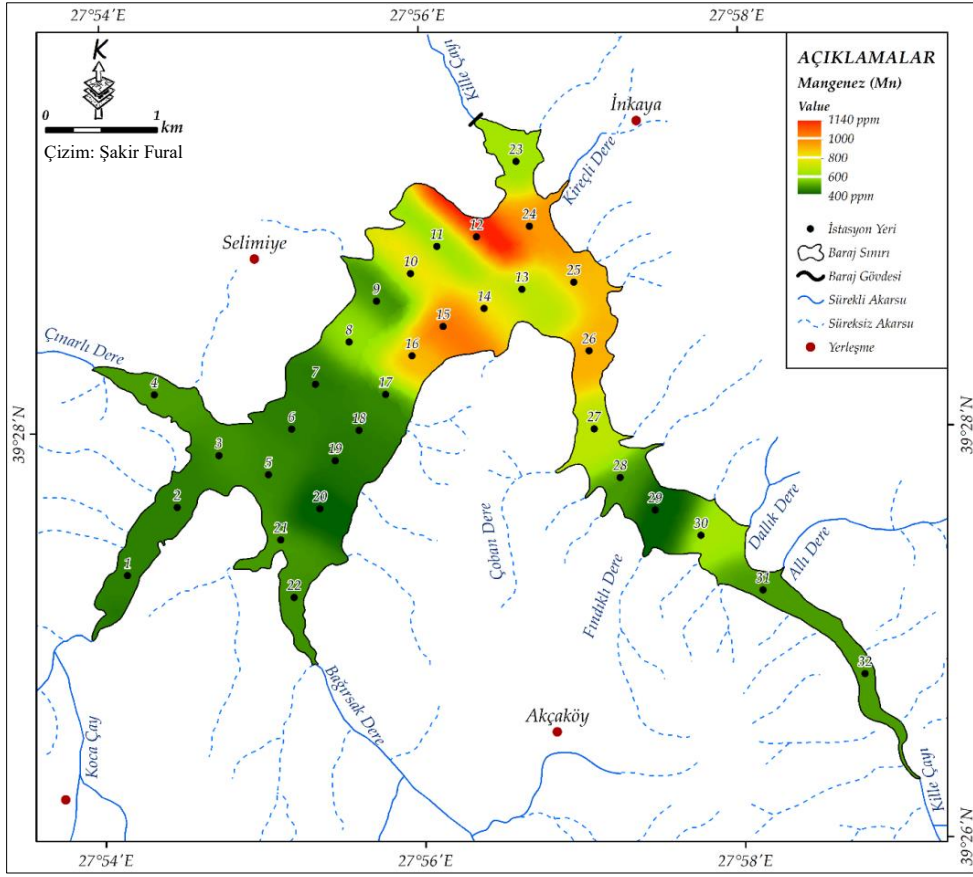 27°54´E
27°56´E
27°58´E
K
0 1
km
Çizim: Şakir Fural
Kille Çayı
İnkaya
Kireçli Dere
AÇIKLAMALAR
Mangenez (Mn)
Value
1140 ppm
1000
800
600
400 ppm
İstasyon Yeri
Baraj Sınırı
Baraj Gövdesi
Sürekli Akarsu
Süreksiz Akarsu
Yerleşme
Selimiye
Çınarlı Dere
23
24
12
11
25
10
13
9
14
15
8
26
16
7
17
4
6
18
27
3
19
5
28
2
20
29
21
30
1
31
22
32
39°28´N
39°28´N
Çoban Dere
Fındıklı Dere
Dallık Dere
Allı Dere
Bağırsak Dere
Akçaköy
Koca Çay
Kille Çayı
39°26´N
27°54´E
27°56´E
27°58´E